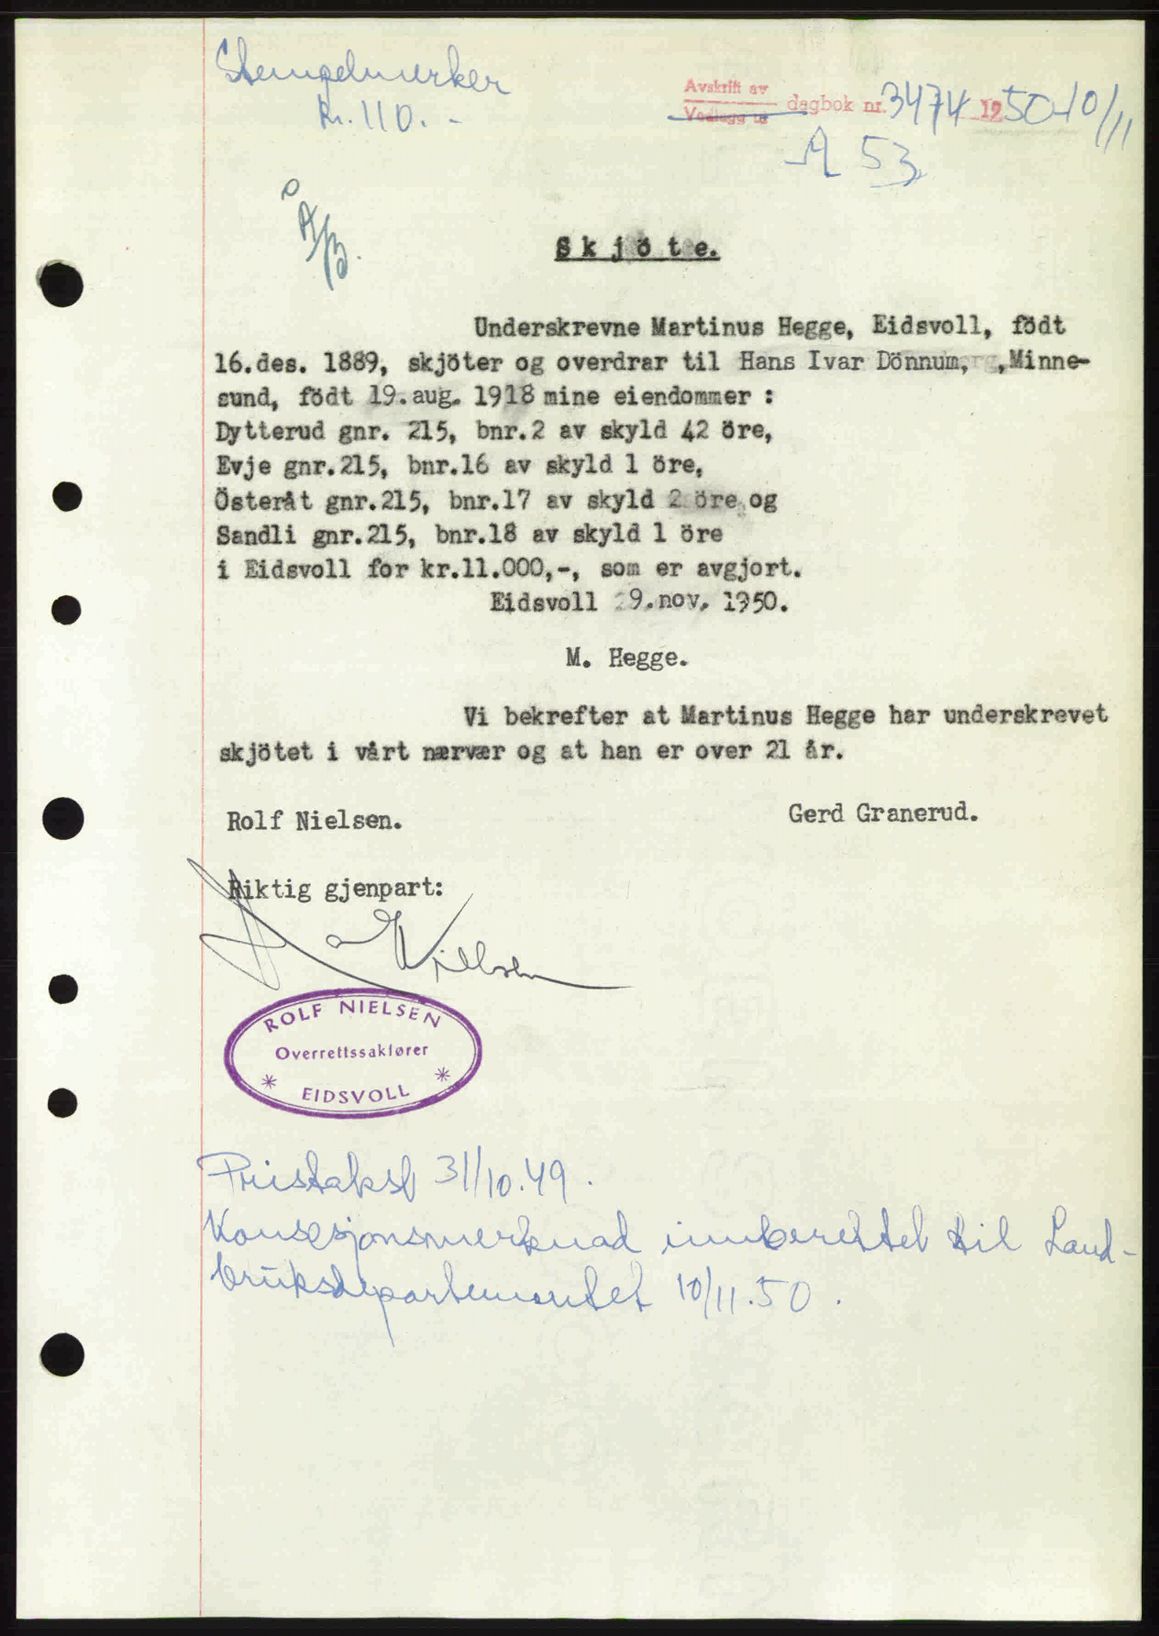 Stempelmerker
kr. 110.-
Avskrift av
Vedlegg til
dagbok nr. 3474 1950 10/11
A 53
Å/B.
Skjöte.
Underskrevne Martinus Hegge, Eidsvoll, födt
16.des. 1889, skjöter og overdrar til Hans Ivar Dönnum, ,Minne-
sund, födt 19.aug. 1918 mine eiendommer :
Dytterud gnr. 215, bnr.2 av skyld 42 öre,
Evje gnr.215, bnr.16 av skyld 1 öre,
Österåt gnr.215, bnr.17 av skyld 2 öre og
Sandli gnr.215, bnr.18 av skyld 1 öre
i Eidsvoll for kr.11.000,-, som er avgjort.
Eidsvoll 9.nov. 1950.
M. Hegge.
Vi bekrefter at Martinus Hegge har underskrevet
skjötet i vårt nærvær og at han er over 21 år.
Rolf Nielsen. Gerd Granerud.
Riktig gjenpart:
ROLF NIELSEN
Overrettssakfører
* EIDSVOLL *
Pristakst 31/10.49.
Konsesjonsmerknad innberettet til Land-
bruksdepartementet 10/11.50.